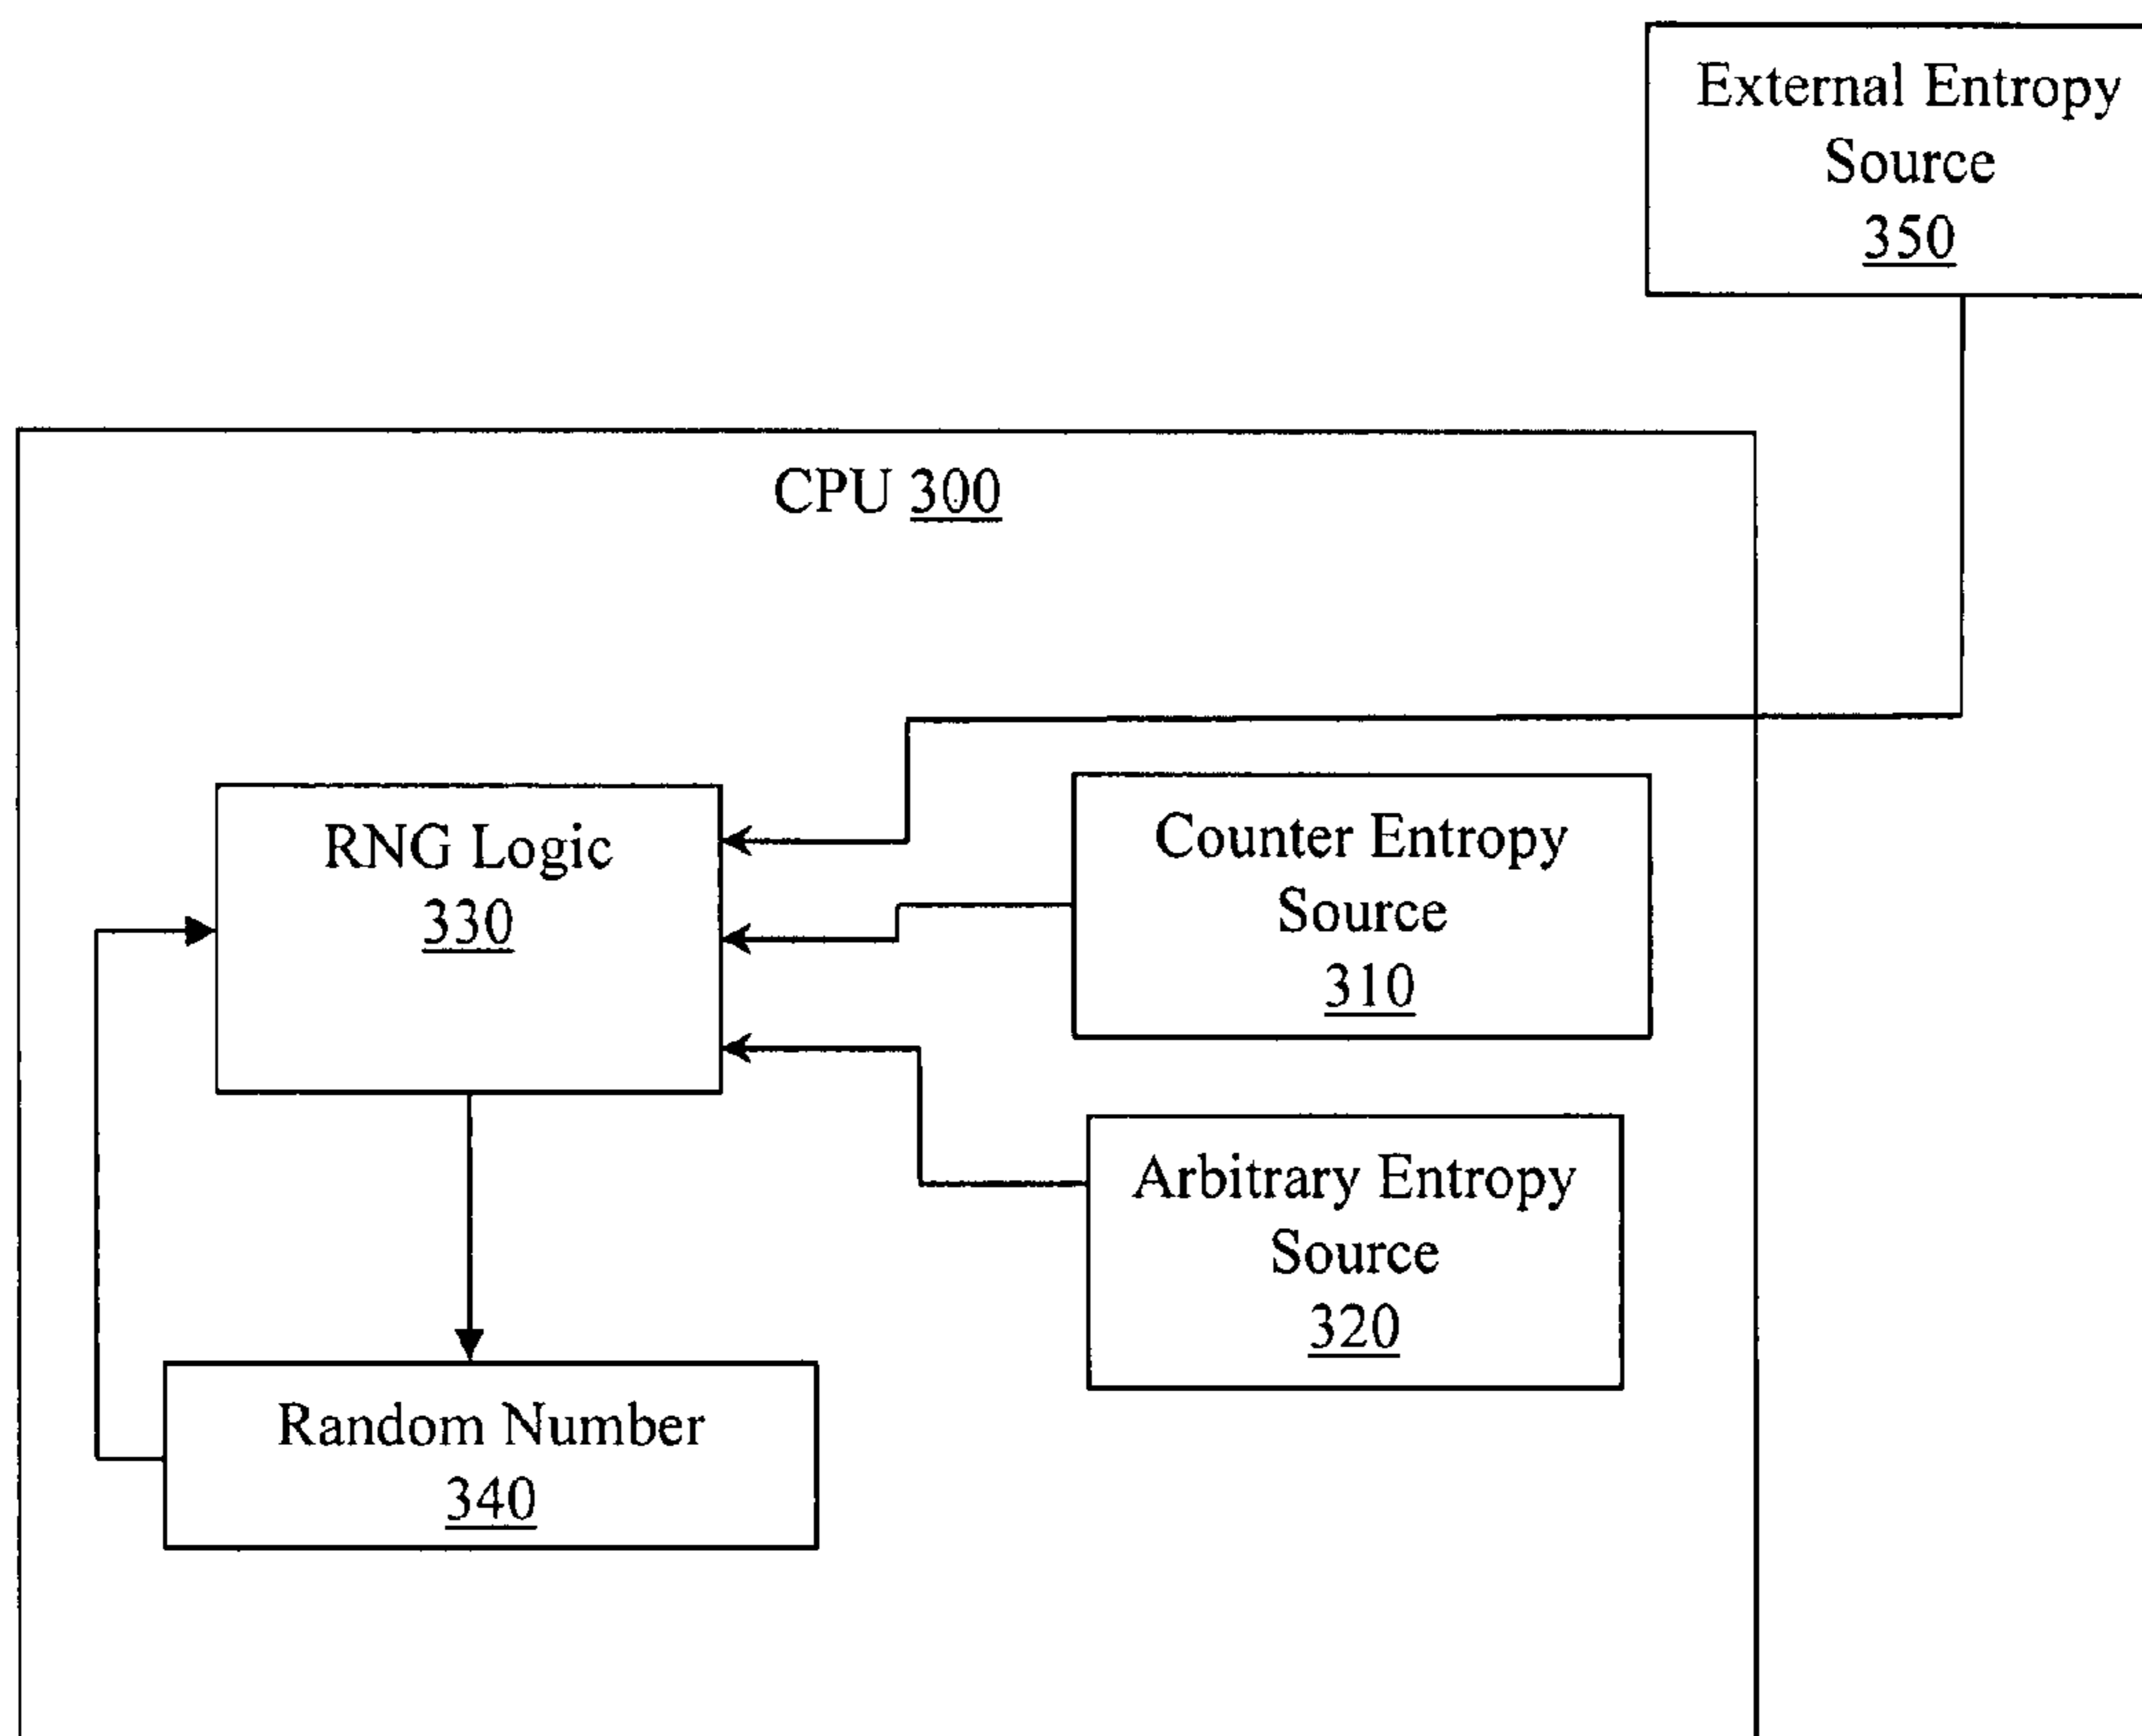 External Entropy
Source
350
CPU 300
RNG Logic
330
Counter Entropy
Source
310
Arbitrary Entropy
Source
320
Random Number
340